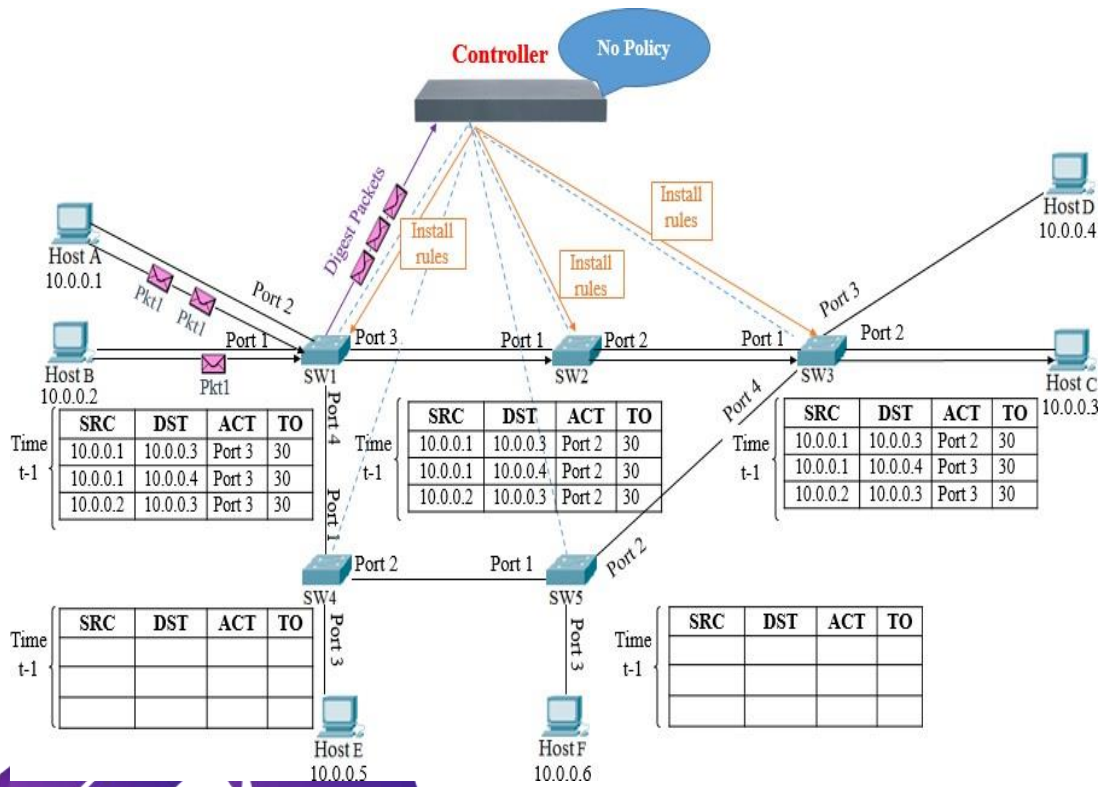 No Policy
Controller
Digest Packets
Install
rules
Install
rules
Install
rules
Host A
10.0.0.1
Pkt1
Pkt1
Port 2
Host D
10.0.0.4
Port 3
Host B
10.0.0.2
Port 1
Pkt1
SW1
Port 3
Port 1
SW2
Port 2
Port 1
SW3
Port 2
Host C
10.0.0.3
Port 4
Port 4
Time
t-1
SRC DST ACT TO
10.0.0.1 10.0.0.3 Port 3 30
10.0.0.1 10.0.0.4 Port 3 30
10.0.0.2 10.0.0.3 Port 3 30
Time
t-1
SRC DST ACT TO
10.0.0.1 10.0.0.3 Port 2 30
10.0.0.1 10.0.0.4 Port 2 30
10.0.0.2 10.0.0.3 Port 2 30
Time
t-1
SRC DST ACT TO
10.0.0.1 10.0.0.3 Port 2 30
10.0.0.1 10.0.0.4 Port 3 30
10.0.0.2 10.0.0.3 Port 3 30
Port 1
SW4
Port 2
Port 1
SW5
Port 2
Port 3
Port 3
Time
t-1
SRC DST ACT TO
Time
t-1
SRC DST ACT TO
Host E
10.0.0.5
Host F
10.0.0.6